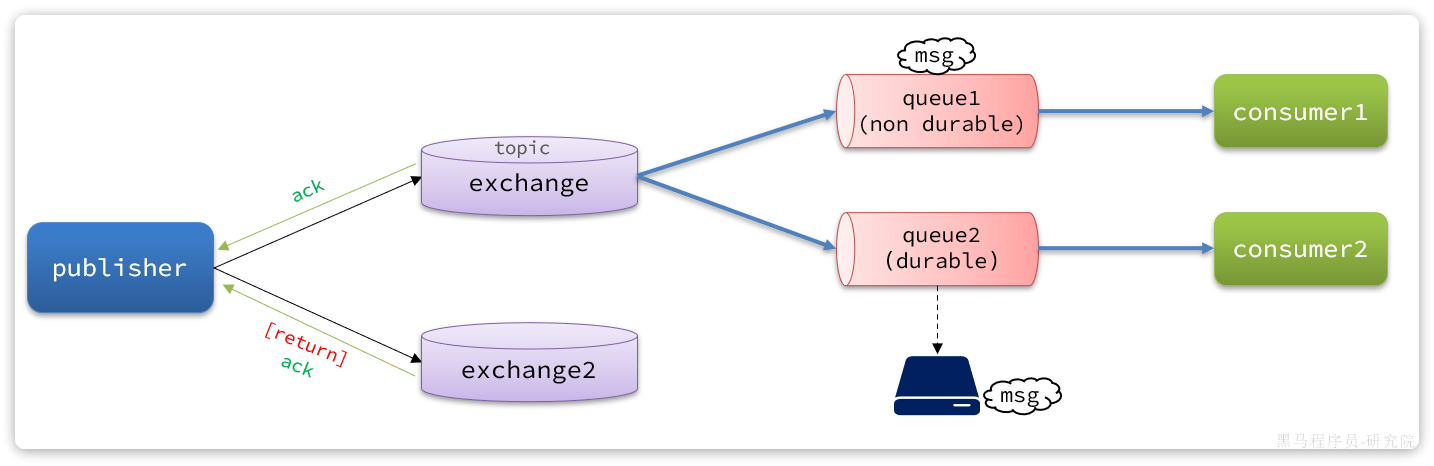 msg
queue1
(non durable)
consumer1
topic
exchange
ack
publisher
queue2
(durable)
consumer2
[return]
ack
exchange2
msg
黑马程序员-研究院